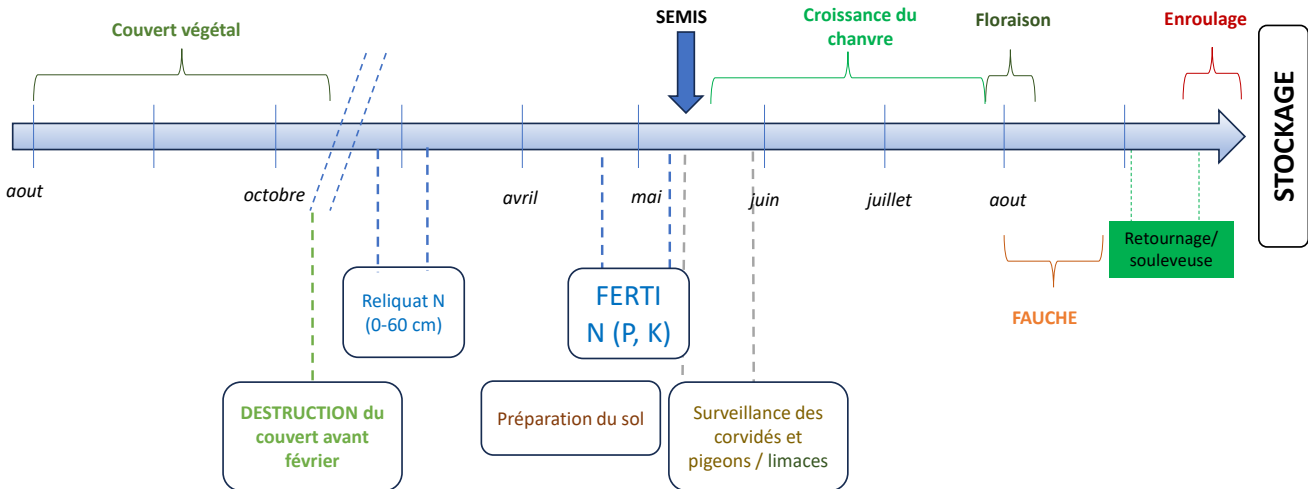 Couvert végétal
SEMIS
Croissance du
chanvre
Floraison
Enroulage
STOCKAGE
aout
octobre
avril
mai
juin
juillet
aout
Reliquat N
(0-60 cm)
FERTI
N (P, K)
Retournage/
souleveuse
FAUCHE
DESTRUCTION du
couvert avant
février
Préparation du sol
Surveillance des
corvidés et
pigeons / limaces